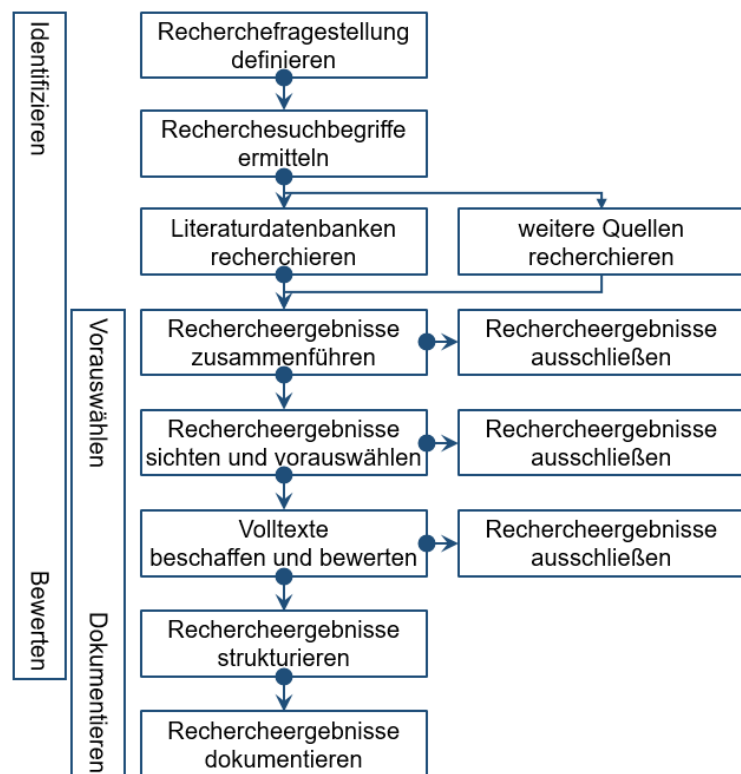 Identifizieren
Recherchefragestellung
definieren
Recherchesuchbegriffe
ermitteln
Literaturdatenbanken
recherchieren
weitere Quellen
recherchieren
Vorauswählen
Rechercheergebnisse
zusammenführen
Rechercheergebnisse
ausschließen
Rechercheergebnisse
sichten und vorauswählen
Rechercheergebnisse
ausschließen
Volltexte
beschaffen und bewerten
Rechercheergebnisse
ausschließen
Bewerten
Dokumentieren
Rechercheergebnisse
strukturieren
Rechercheergebnisse
dokumentieren